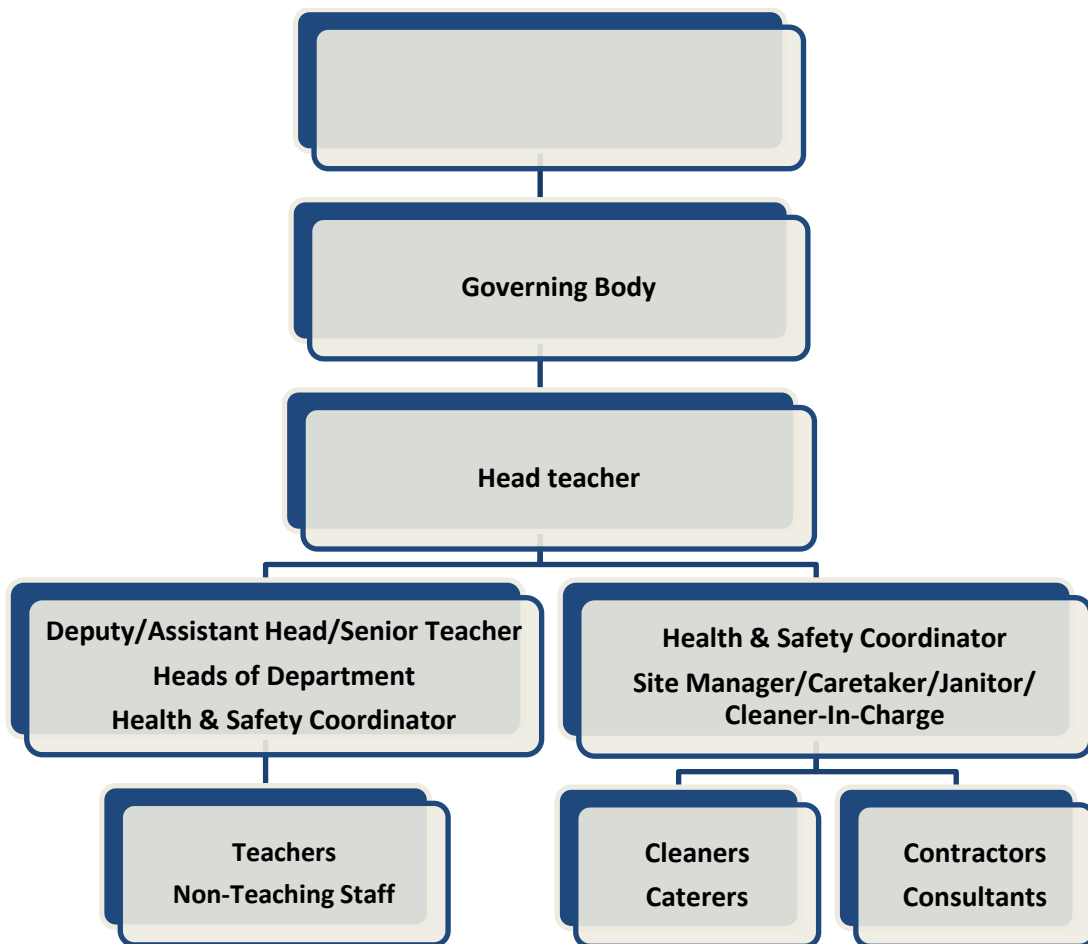 Governing Body
Head teacher
Deputy/Assistant Head/Senior Teacher
Heads of Department
Health & Safety Coordinator
Health & Safety Coordinator
Site Manager/Caretaker/Janitor/
Cleaner-In-Charge
Teachers
Non-Teaching Staff
Cleaners
Caterers
Contractors
Consultants